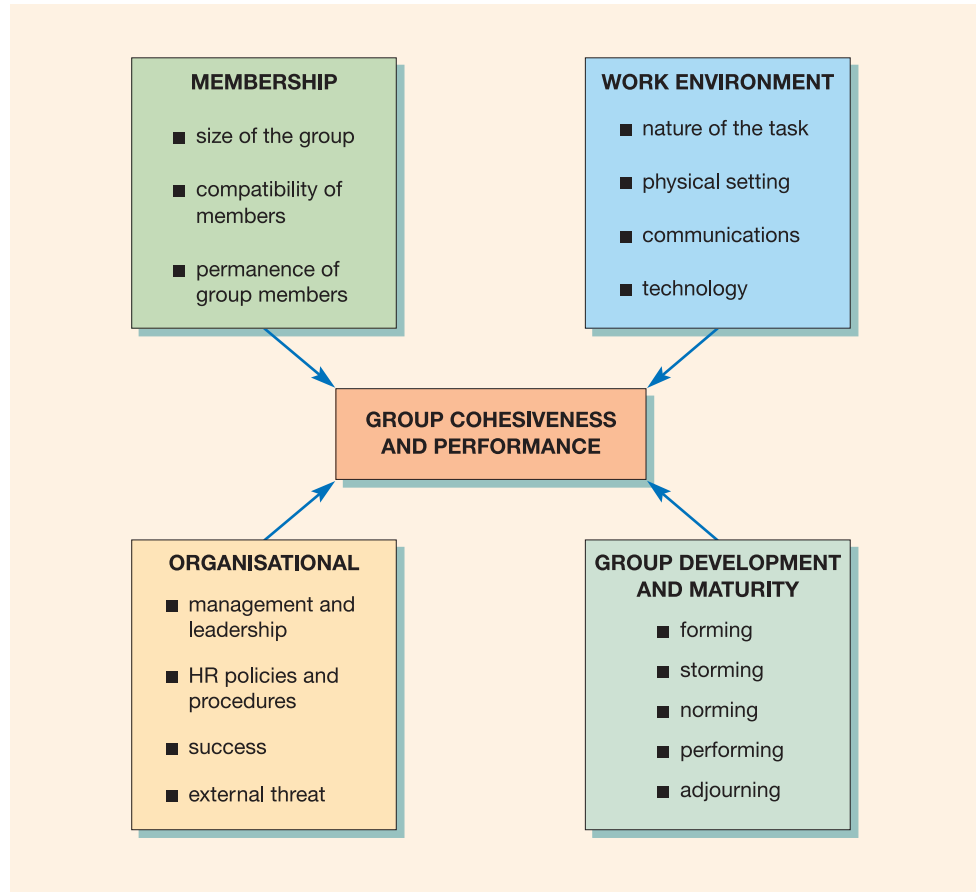 MEMBERSHIP
■ size of the group
■ compatibility of
members
■ permanence of
group members
WORK ENVIRONMENT
■ nature of the task
■ physical setting
■ communications
■ technology
GROUP COHESIVENESS
AND PERFORMANCE
ORGANISATIONAL
■ management and
leadership
■ HR policies and
procedures
■ success
■ external threat
GROUP DEVELOPMENT
AND MATURITY
■ forming
■ storming
■ norming
■ performing
■ adjourning